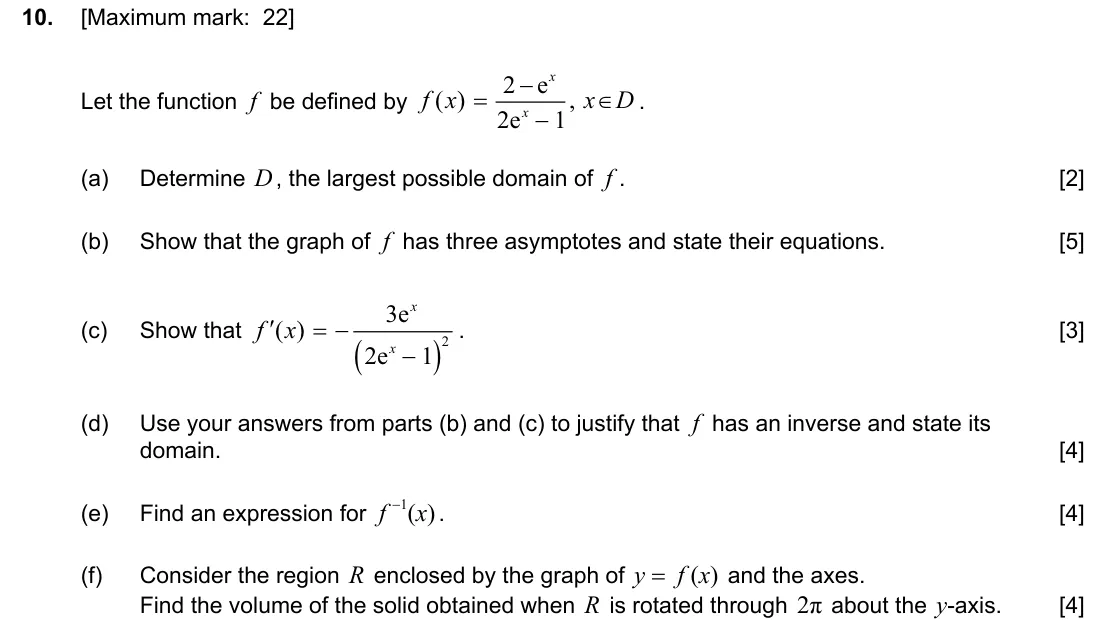 10. [Maximum mark: 22]
Let the function f be defined by f(x) = (2 − eˣ)/(2eˣ − 1), x ∈ D.
(a) Determine D, the largest possible domain of f. [2]
(b) Show that the graph of f has three asymptotes and state their equations. [5]
(c) Show that f′(x) = −3eˣ/(2eˣ − 1)². [3]
(d) Use your answers from parts (b) and (c) to justify that f has an inverse and state its
domain. [4]
(e) Find an expression for f⁻¹(x). [4]
(f) Consider the region R enclosed by the graph of y = f(x) and the axes.
Find the volume of the solid obtained when R is rotated through 2π about the y-axis. [4]